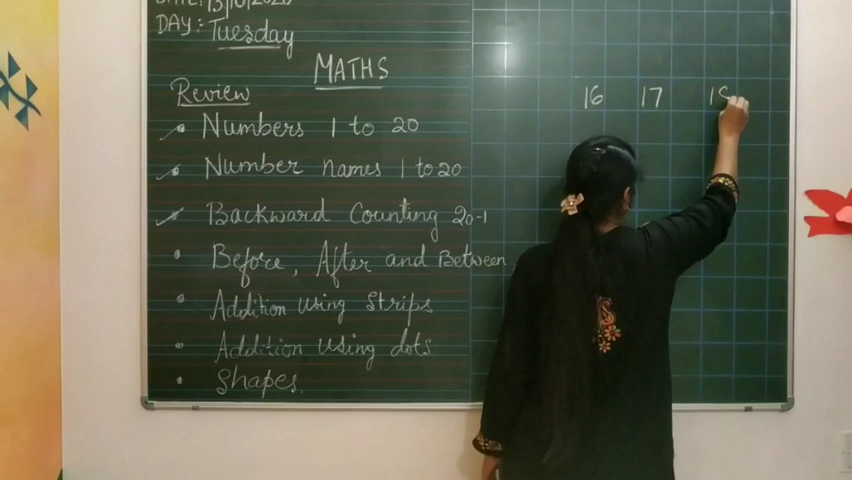 DAY: Tuesday
MATHS
Review
Numbers 1 to 20
Number names 1 to 20
Backward Counting 20-1
Before, After and Between
Addition using strips
Addition using dots
Shapes
16 17